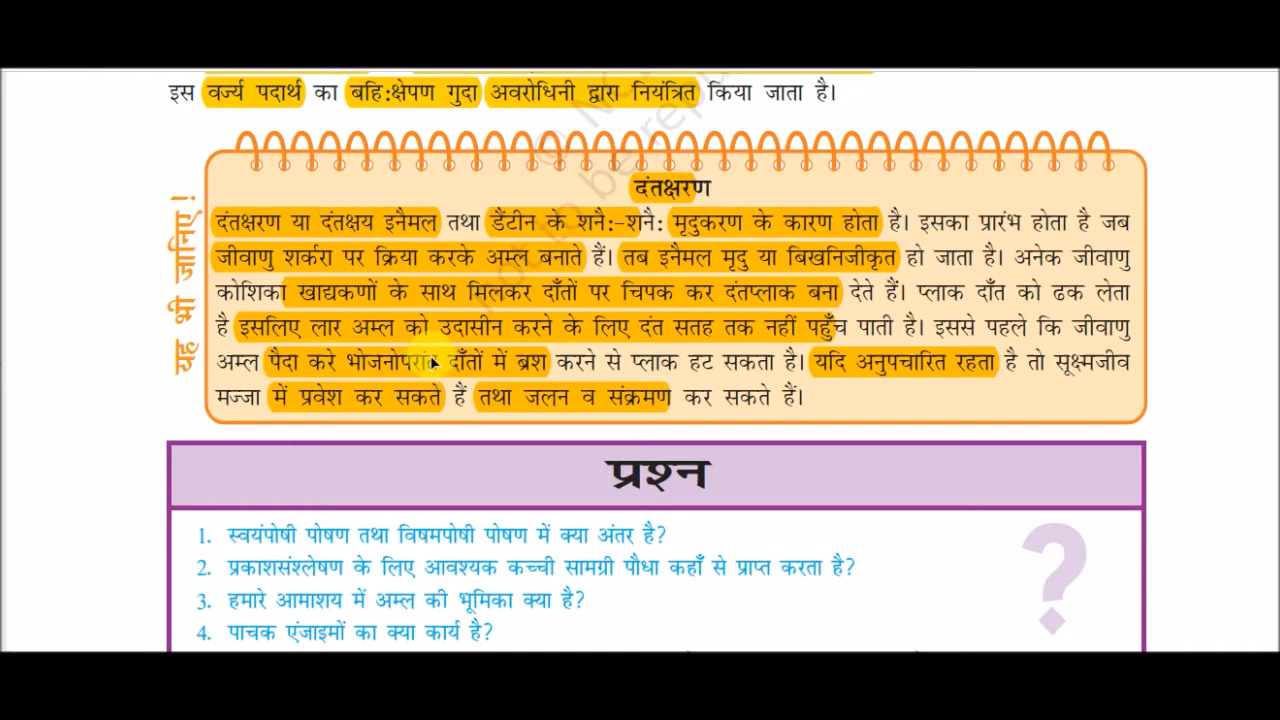 इस वर्ज्य पदार्थ का बहि:क्षेपण गुदा अवरोधिनी द्वारा नियंत्रित किया जाता है।
यह भी जानिए!
दंतक्षरण
दंतक्षरण या दंतक्षय इनैमल तथा डैंटीन के शनै:-शनै: मृदुकरण के कारण होता है। इसका प्रारंभ होता है जब
जीवाणु शर्करा पर क्रिया करके अम्ल बनाते हैं। तब इनैमल मृदु या बिखनिजीकृत हो जाता है। अनेक जीवाणु
कोशिका खाद्यकणों के साथ मिलकर दाँतों पर चिपक कर दंतप्लाक बना देते हैं। प्लाक दाँत को ढक लेता
है इसलिए लार अम्ल को उदासीन करने के लिए दंत सतह तक नहीं पहुँच पाती है। इससे पहले कि जीवाणु
अम्ल पैदा करे भोजनोपरांत दाँतों में ब्रश करने से प्लाक हट सकता है। यदि अनुपचारित रहता है तो सूक्ष्मजीव
मज्जा में प्रवेश कर सकते हैं तथा जलन व संक्रमण कर सकते हैं।
प्रश्न
1. स्वयंपोषी पोषण तथा विषमपोषी पोषण में क्या अंतर है?
2. प्रकाशसंश्लेषण के लिए आवश्यक कच्ची सामग्री पौधा कहाँ से प्राप्त करता है?
3. हमारे आमाशय में अम्ल की भूमिका क्या है?
4. पाचक एंजाइमों का क्या कार्य है?
?